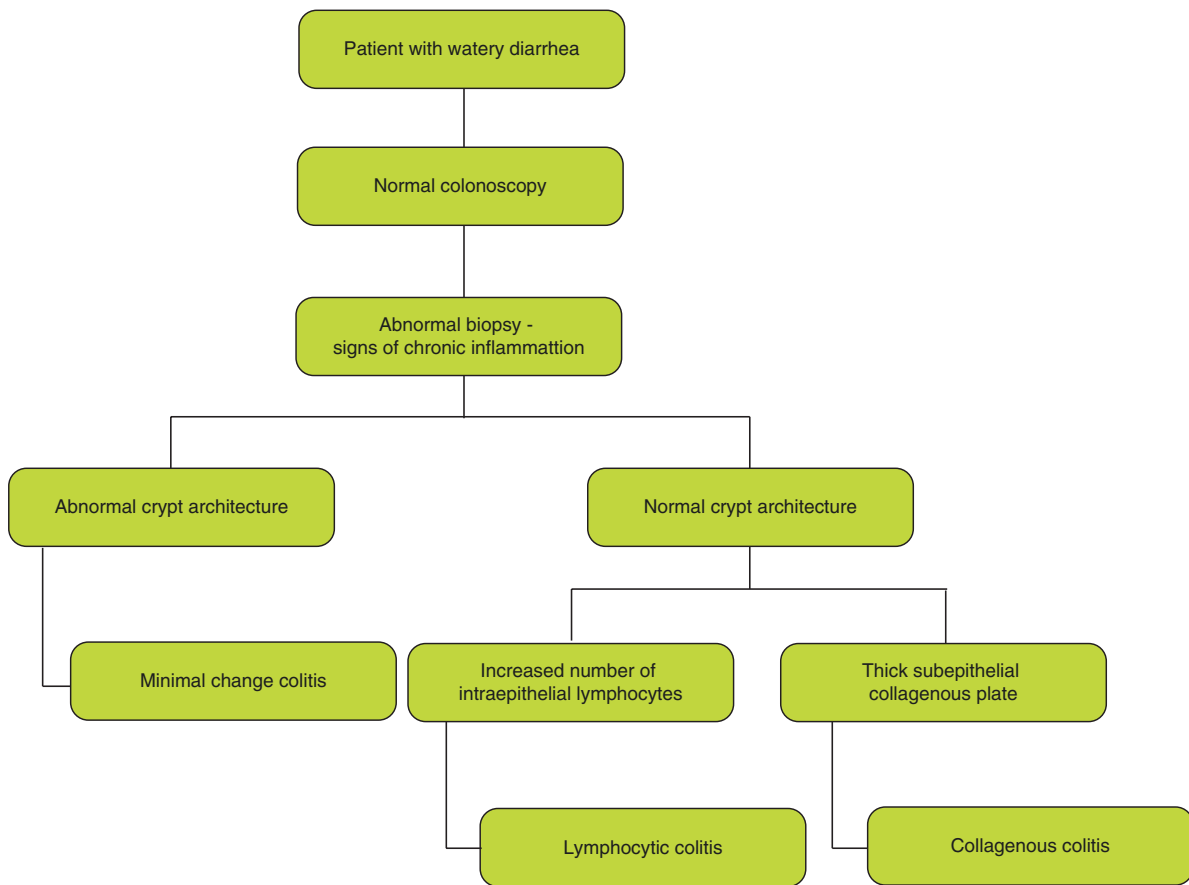 Patient with watery diarrhea
Normal colonoscopy
Abnormal biopsy -
signs of chronic inflammattion
Abnormal crypt architecture
Normal crypt architecture
Minimal change colitis
Increased number of
intraepithelial lymphocytes
Thick subepithelial
collagenous plate
Lymphocytic colitis
Collagenous colitis